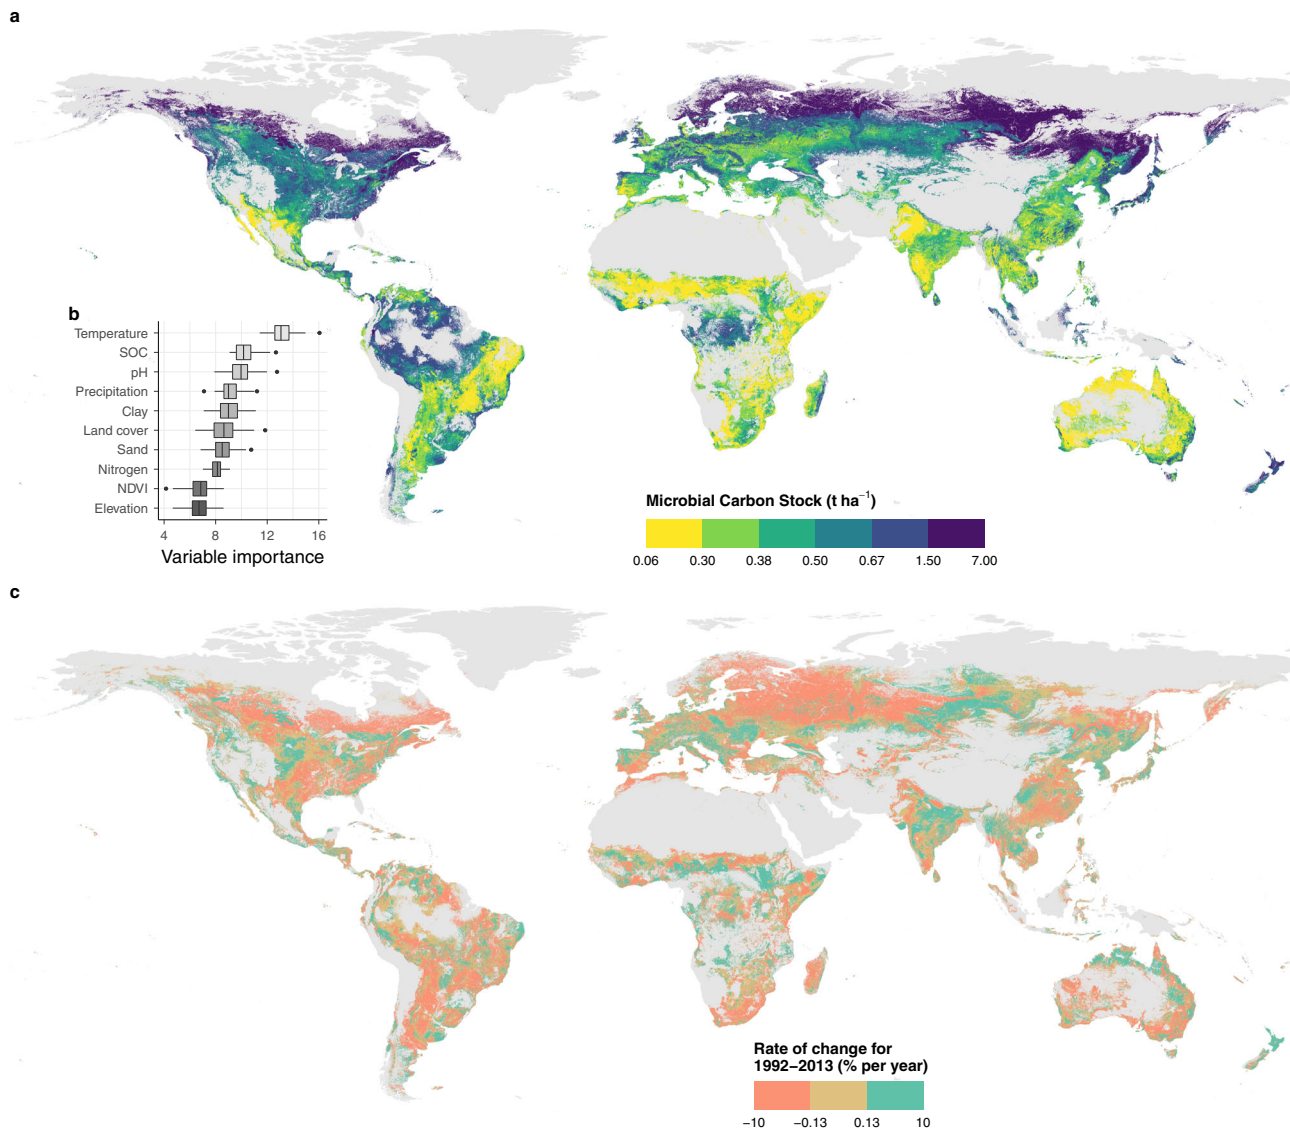 a
b
Temperature
SOC
pH
Precipitation
Clay
Land cover
Sand
Nitrogen
NDVI
Elevation
4 8 12 16
Variable importance
Microbial Carbon Stock (t ha⁻¹)
0.06 0.30 0.38 0.50 0.67 1.50 7.00
c
Rate of change for
1992–2013 (% per year)
−10 −0.13 0.13 10